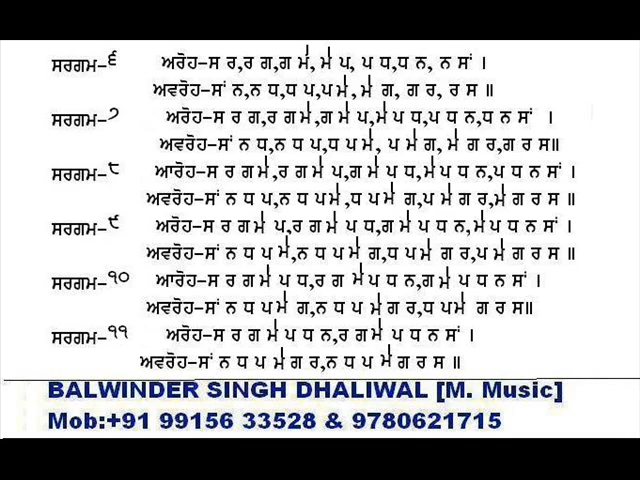 ਸਰਗਮ-੬ ਅਰੋਹ-ਸ ਰ,ਰ ਗ,ਗ ਮ॑, ਮ॑ ਪ, ਪ ਧ,ਧ ਨ, ਨ ਸਾਂ ।
ਅਵਰੋਹ-ਸਾਂ ਨ,ਨ ਧ,ਧ ਪ,ਪ ਮ॑, ਮ॑ ਗ, ਗ ਰ, ਰ ਸ ॥
ਸਰਗਮ-੭ ਅਰੋਹ-ਸ ਰ ਗ,ਰ ਗ ਮ॑,ਗ ਮ॑ ਪ,ਮ॑ ਪ ਧ,ਪ ਧ ਨ,ਧ ਨ ਸਾਂ ।
ਅਵਰੋਹ-ਸਾਂ ਨ ਧ,ਨ ਧ ਪ,ਧ ਪ ਮ॑, ਪ ਮ॑ ਗ, ਮ॑ ਗ ਰ,ਗ ਰ ਸ॥
ਸਰਗਮ-੮ ਆਰੋਹ-ਸ ਰ ਗ ਮ॑,ਰ ਗ ਮ॑ ਪ,ਗ ਮ॑ ਪ ਧ,ਮ॑ ਪ ਧ ਨ,ਪ ਧ ਨ ਸਾਂ ।
ਅਵਰੋਹ-ਸਾਂ ਨ ਧ ਪ,ਨ ਧ ਪ ਮ॑,ਧ ਪ ਮ॑ ਗ,ਪ ਮ॑ ਗ ਰ,ਮ॑ ਗ ਰ ਸ ॥
ਸਰਗਮ-੯ ਅਰੋਹ-ਸ ਰ ਗ ਮ॑ ਪ,ਰ ਗ ਮ॑ ਪ ਧ,ਗ ਮ॑ ਪ ਧ ਨ,ਮ॑ ਪ ਧ ਨ ਸਾਂ ।
ਅਵਰੋਹ-ਸਾਂ ਨ ਧ ਪ ਮ॑,ਨ ਧ ਪ ਮ॑ ਗ,ਧ ਪ ਮ॑ ਗ ਰ,ਪ ਮ॑ ਗ ਰ ਸ ॥
ਸਰਗਮ-੧੦ ਆਰੋਹ-ਸ ਰ ਗ ਮ॑ ਪ ਧ,ਰ ਗ ਮ॑ ਪ ਧ ਨ,ਗ ਮ॑ ਪ ਧ ਨ ਸਾਂ ।
ਅਵਰੋਹ-ਸਾਂ ਨ ਧ ਪ ਮ॑ ਗ,ਨ ਧ ਪ ਮ॑ ਗ ਰ,ਧ ਪ ਮ॑ ਗ ਰ ਸ॥
ਸਰਗਮ-੧੧ ਅਰੋਹ-ਸ ਰ ਗ ਮ॑ ਪ ਧ ਨ,ਰ ਗ ਮ॑ ਪ ਧ ਨ ਸਾਂ ।
ਅਵਰੋਹ-ਸਾਂ ਨ ਧ ਪ ਮ॑ ਗ ਰ,ਨ ਧ ਪ ਮ॑ ਗ ਰ ਸ ॥
BALWINDER SINGH DHALIWAL [M. Music]
Mob:+91 99156 33528 & 9780621715